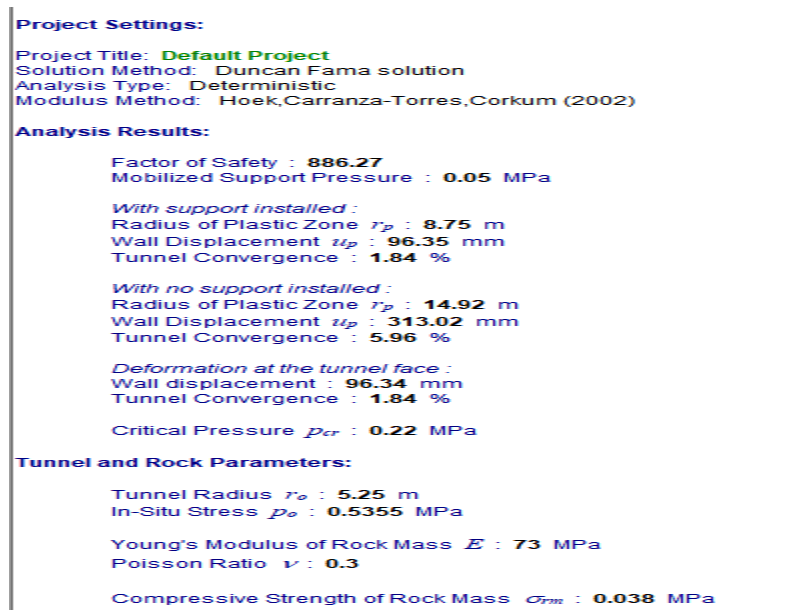 Project Settings:
Project Title: Default Project
Solution Method: Duncan Fama solution
Analysis Type: Deterministic
Modulus Method: Hoek,Carranza-Torres,Corkum (2002)
Analysis Results:
Factor of Safety : 886.27
Mobilized Support Pressure : 0.05 MPa
With support installed :
Radius of Plastic Zone rₚ : 8.75 m
Wall Displacement uₚ : 96.35 mm
Tunnel Convergence : 1.84 %
With no support installed :
Radius of Plastic Zone rₚ : 14.92 m
Wall Displacement uₚ : 313.02 mm
Tunnel Convergence : 5.96 %
Deformation at the tunnel face :
Wall displacement : 96.34 mm
Tunnel Convergence : 1.84 %
Critical Pressure pcr : 0.22 MPa
Tunnel and Rock Parameters:
Tunnel Radius rₒ : 5.25 m
In-Situ Stress pₒ : 0.5355 MPa
Young's Modulus of Rock Mass E : 73 MPa
Poisson Ratio ν : 0.3
Compressive Strength of Rock Mass σrm : 0.038 MPa